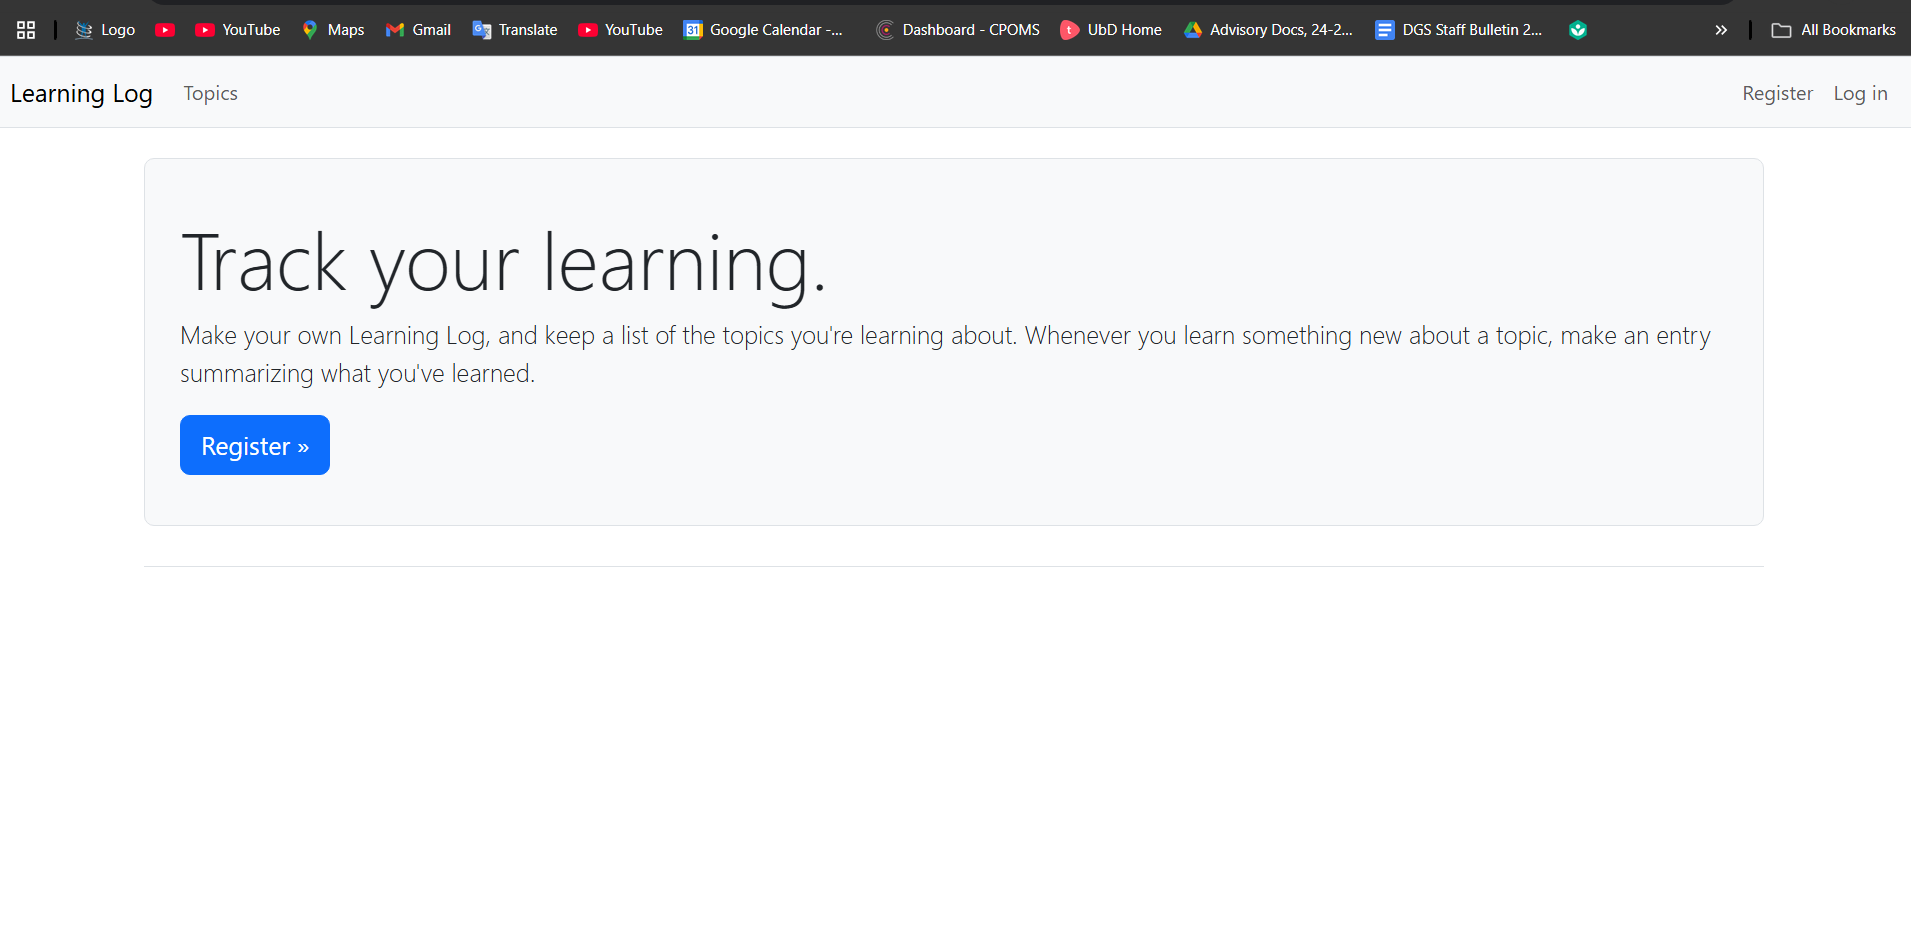 Logo YouTube Maps Gmail Translate YouTube 31 Google Calendar -... Dashboard - CPOMS t UbD Home Advisory Docs, 24-2... DGS Staff Bulletin 2... » All Bookmarks
Learning Log Topics Register Log in
Track your learning.
Make your own Learning Log, and keep a list of the topics you're learning about. Whenever you learn something new about a topic, make an entry
summarizing what you've learned.
Register »